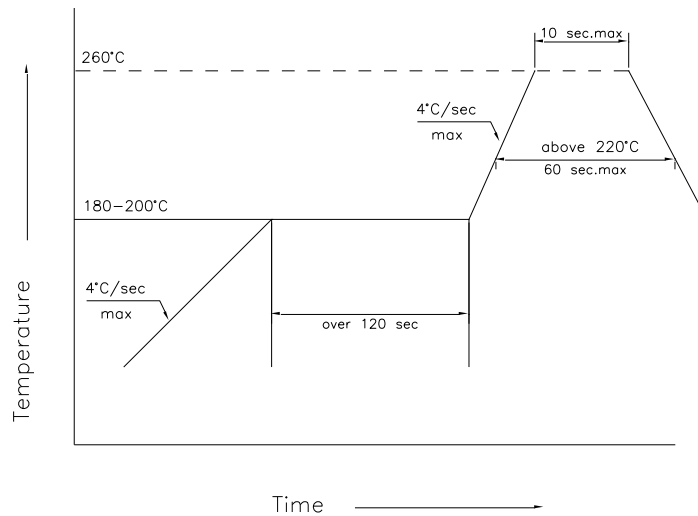 10 sec.max
260°C
4°C/sec
max
above 220°C
60 sec.max
180-200°C
4°C/sec
max
over 120 sec
Temperature
Time